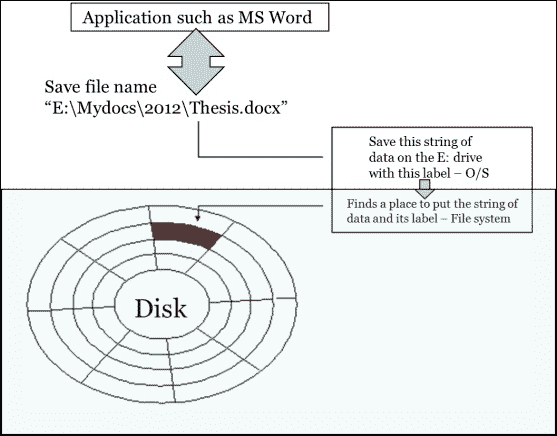 Application such as MS Word
Save file name
“E:\Mydocs\2012\Thesis.docx”
Save this string of
data on the E: drive
with this label – O/S
Finds a place to put the string of
data and its label – File system
Disk